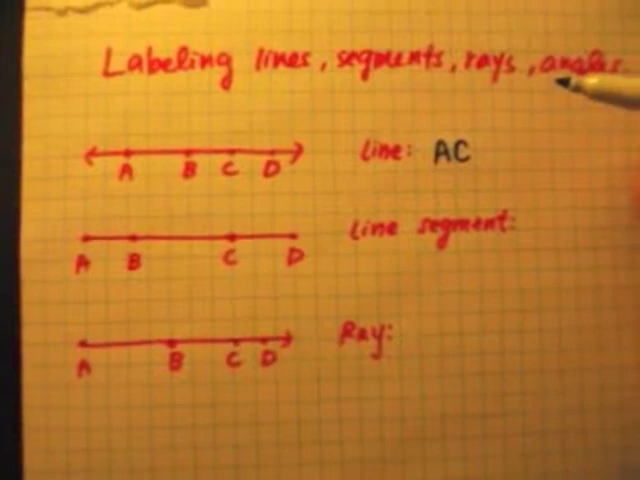 Labeling lines, segments, rays, angles
A B C D
Line: AC
A B C D
Line segment:
A B C D
Ray: